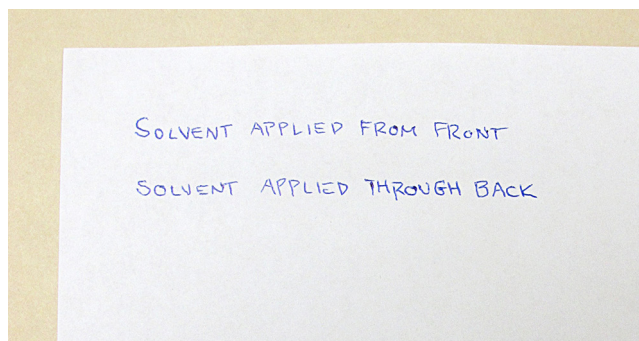 SOLVENT APPLIED FROM FRONT
SOLVENT APPLIED THROUGH BACK